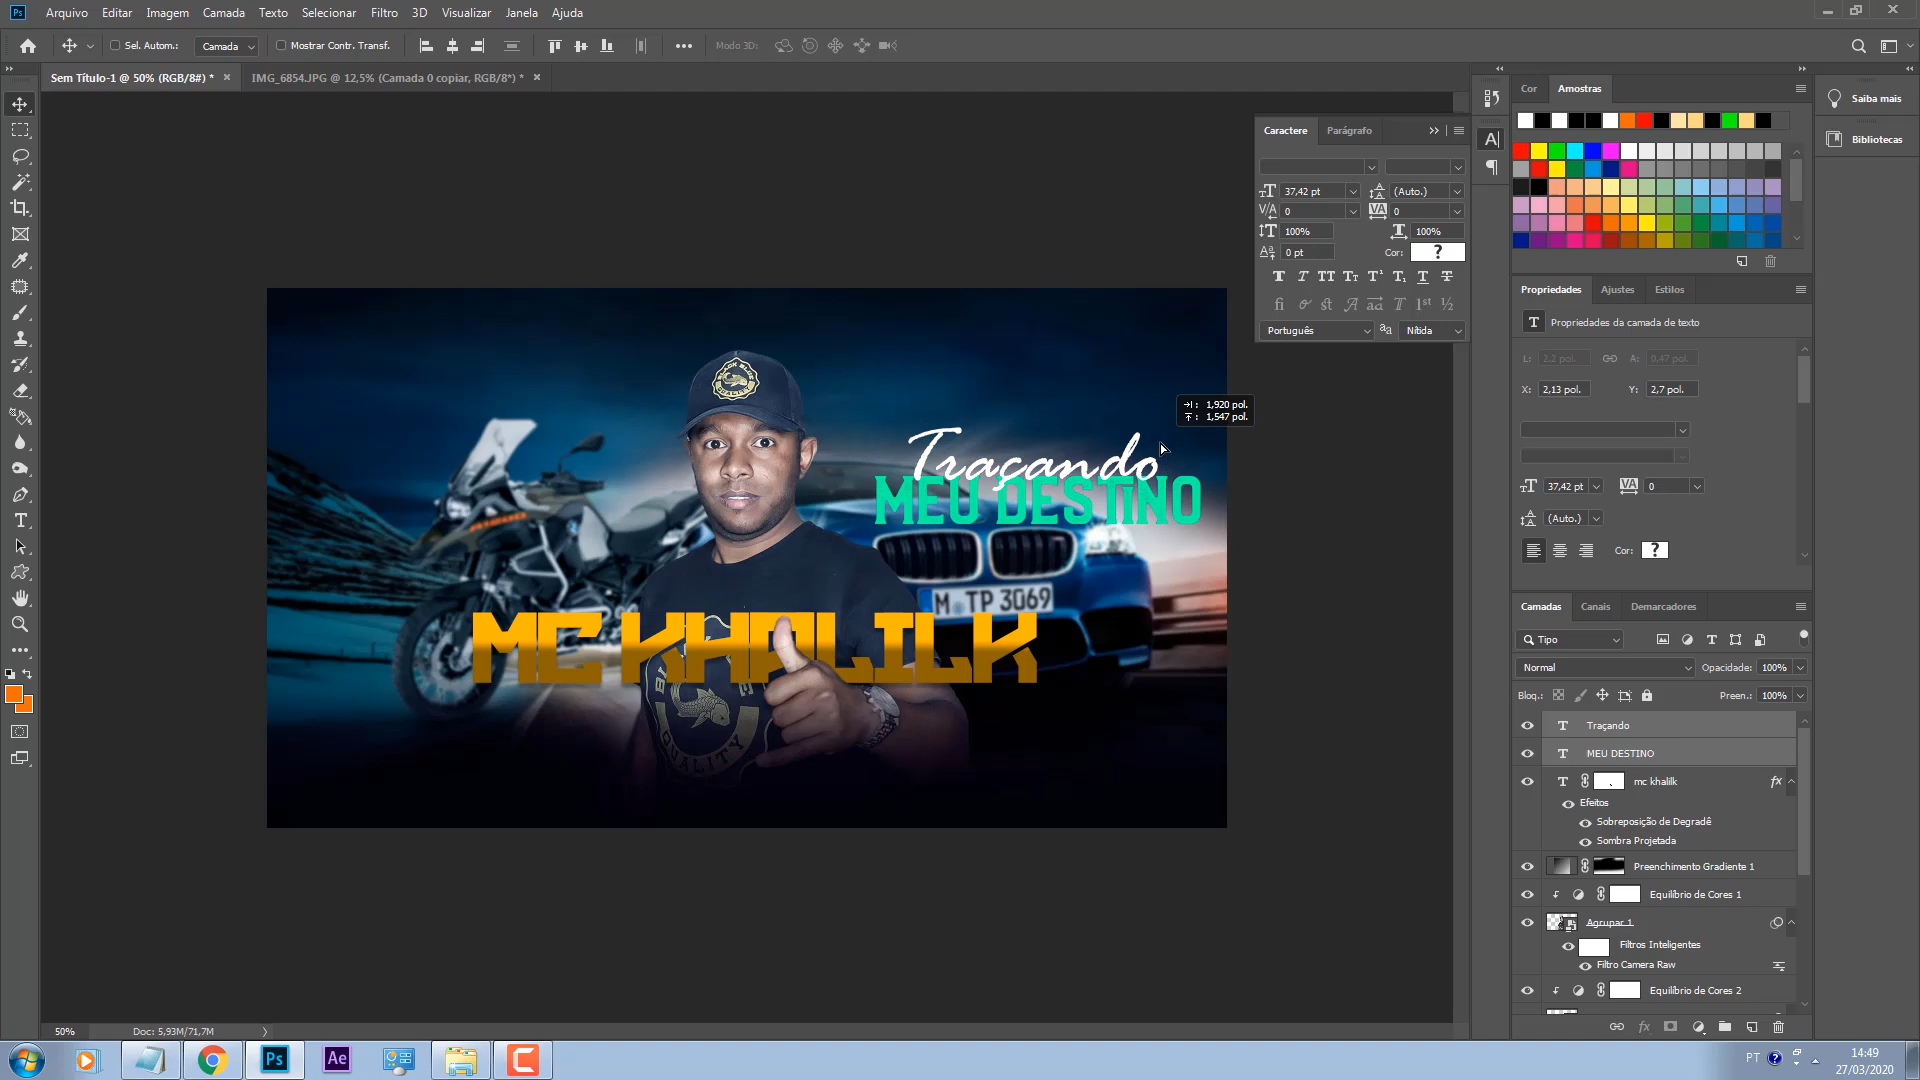 Ps Arquivo Editar Imagem Camada Texto Selecionar Filtro 3D Visualizar Janela Ajuda
Sel. Autom.: Camada Mostrar Contr. Transf. ••• Modo 3D:
Sem Título-1 @ 50% (RGB/8#) * × IMG_6854.JPG @ 12,5% (Camada 0 copiar, RGB/8*) * ×
Caractere Parágrafo
37,42 pt (Auto.)
0 0
100% 100%
0 pt Cor: ?
Português Nítida
Cor Amostras
Saiba mais
Bibliotecas
Propriedades Ajustes Estilos
Propriedades da camada de texto
L: 2,2 pol. A: 0,47 pol.
X: 2,13 pol. Y: 2,7 pol.
37,42 pt 0
(Auto.)
Cor: ?
Camadas Canais Demarcadores
Tipo
Normal Opacidade: 100%
Bloq.: Preen.: 100%
Traçando
MEU DESTINO
mc khalilk fx
Efeitos
Sobreposição de Degradê
Sombra Projetada
Preenchimento Gradiente 1
Equilíbrio de Cores 1
Agrupar 1
Filtros Inteligentes
Filtro Camera Raw
Equilíbrio de Cores 2
1,920 pol.
1,547 pol.
Traçando
MEU DESTINO
M TP 3069
MC KHALILK
QUALITY
50% Doc: 5,93M/71,7M
Ps Ae PT 14:49
27/03/2020